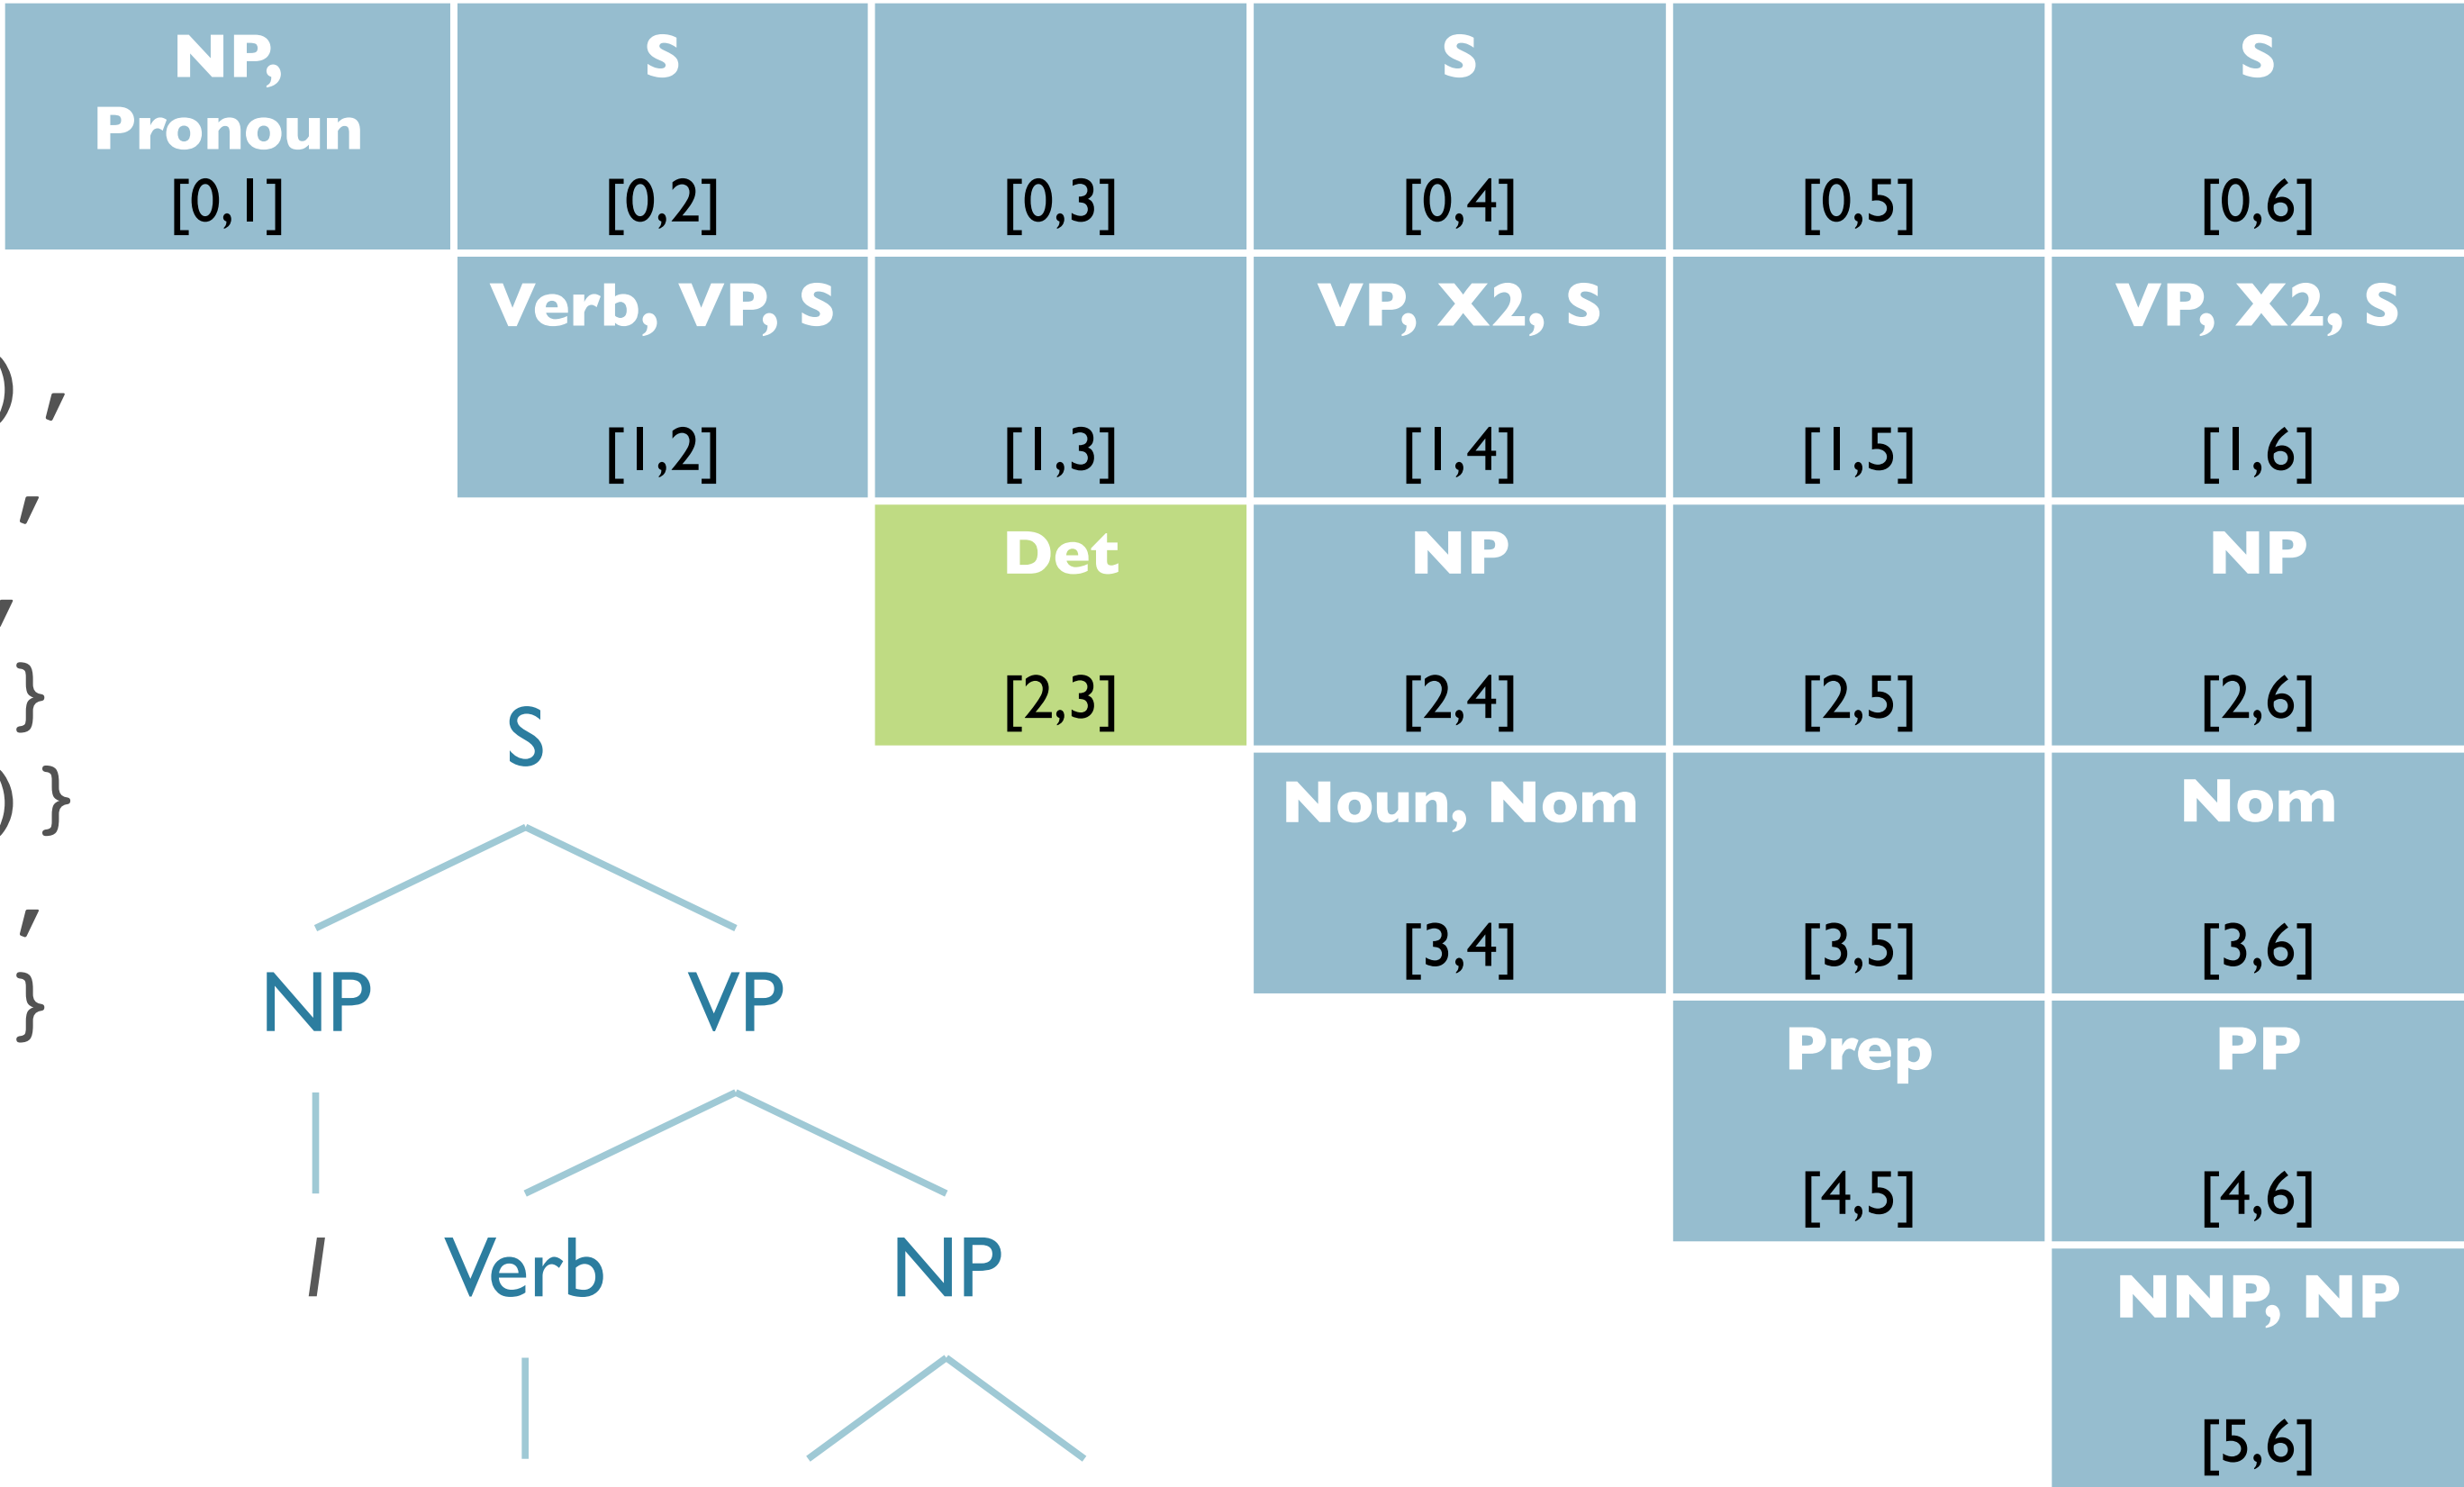 NP, S S S
Pronoun
[0,1] [0,2] [0,3] [0,4] [0,5] [0,6]
Verb, VP, S VP, X2, S VP, X2, S
) ,
[1,2] [1,3] [1,4] [1,5] [1,6]
,
Det NP NP
,
} [2,3] [2,4] [2,5] [2,6]
S
) } Noun, Nom Nom
,
[3,4] [3,5] [3,6]
} NP VP
Prep PP
[4,5] [4,6]
I Verb NP
NNP, NP
[5,6]